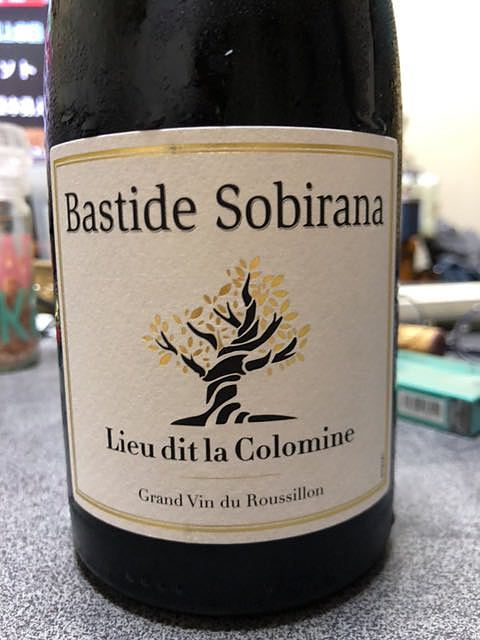 Bastide Sobirana
Lieu dit la Colomine
Grand Vin du Roussillon